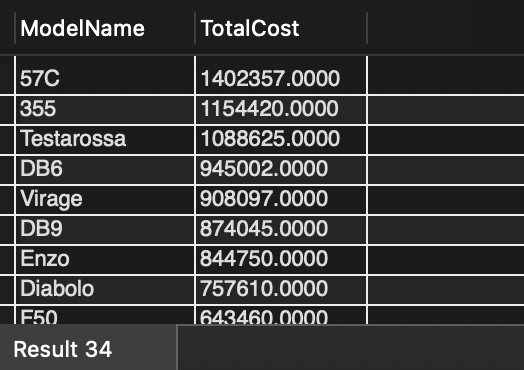 ModelName TotalCost
57C 1402357.0000
355 1154420.0000
Testarossa 1088625.0000
DB6 945002.0000
Virage 908097.0000
DB9 874045.0000
Enzo 844750.0000
Diabolo 757610.0000
F50 643460.0000
Result 34